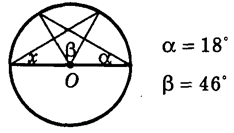 β
x α α = 18°
O β = 46°